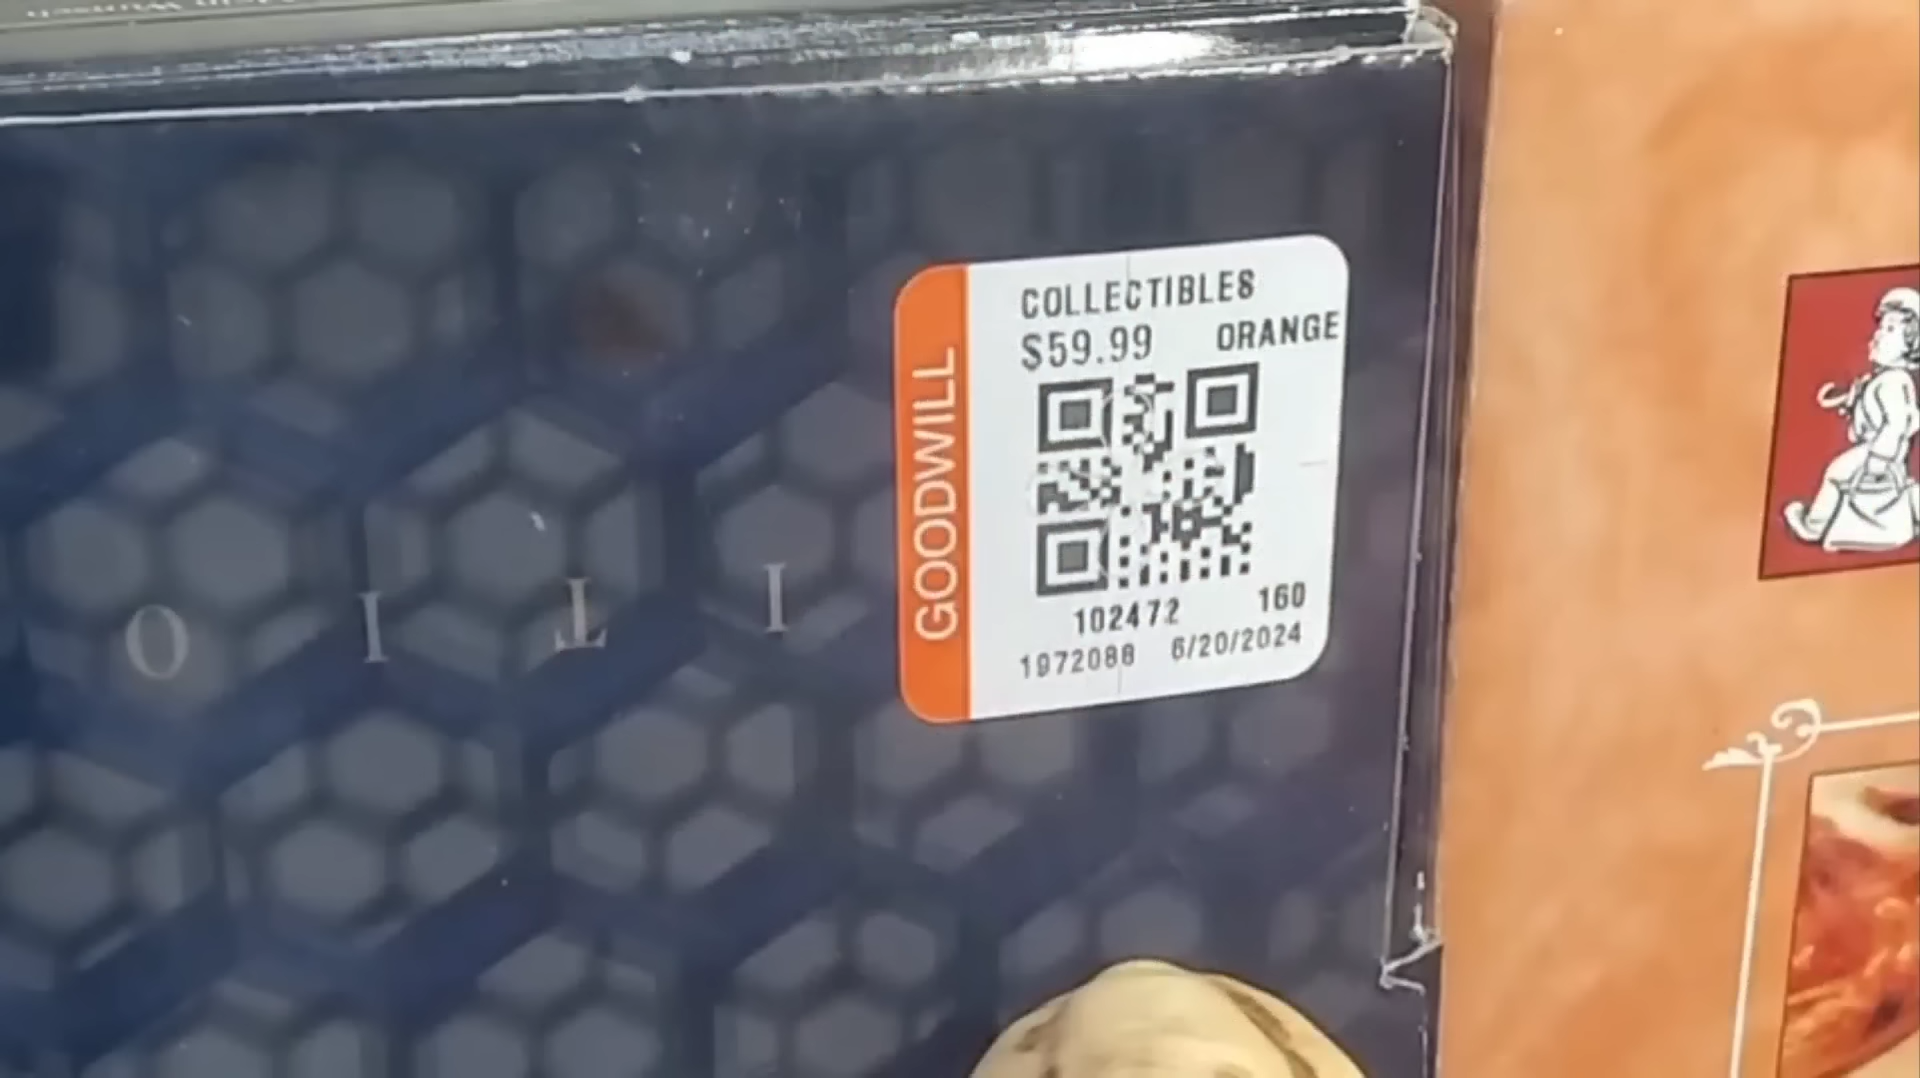 COLLECTIBLES
$59.99 ORANGE
GOODWILL
102472 160
1972088 6/20/2024
O I T I